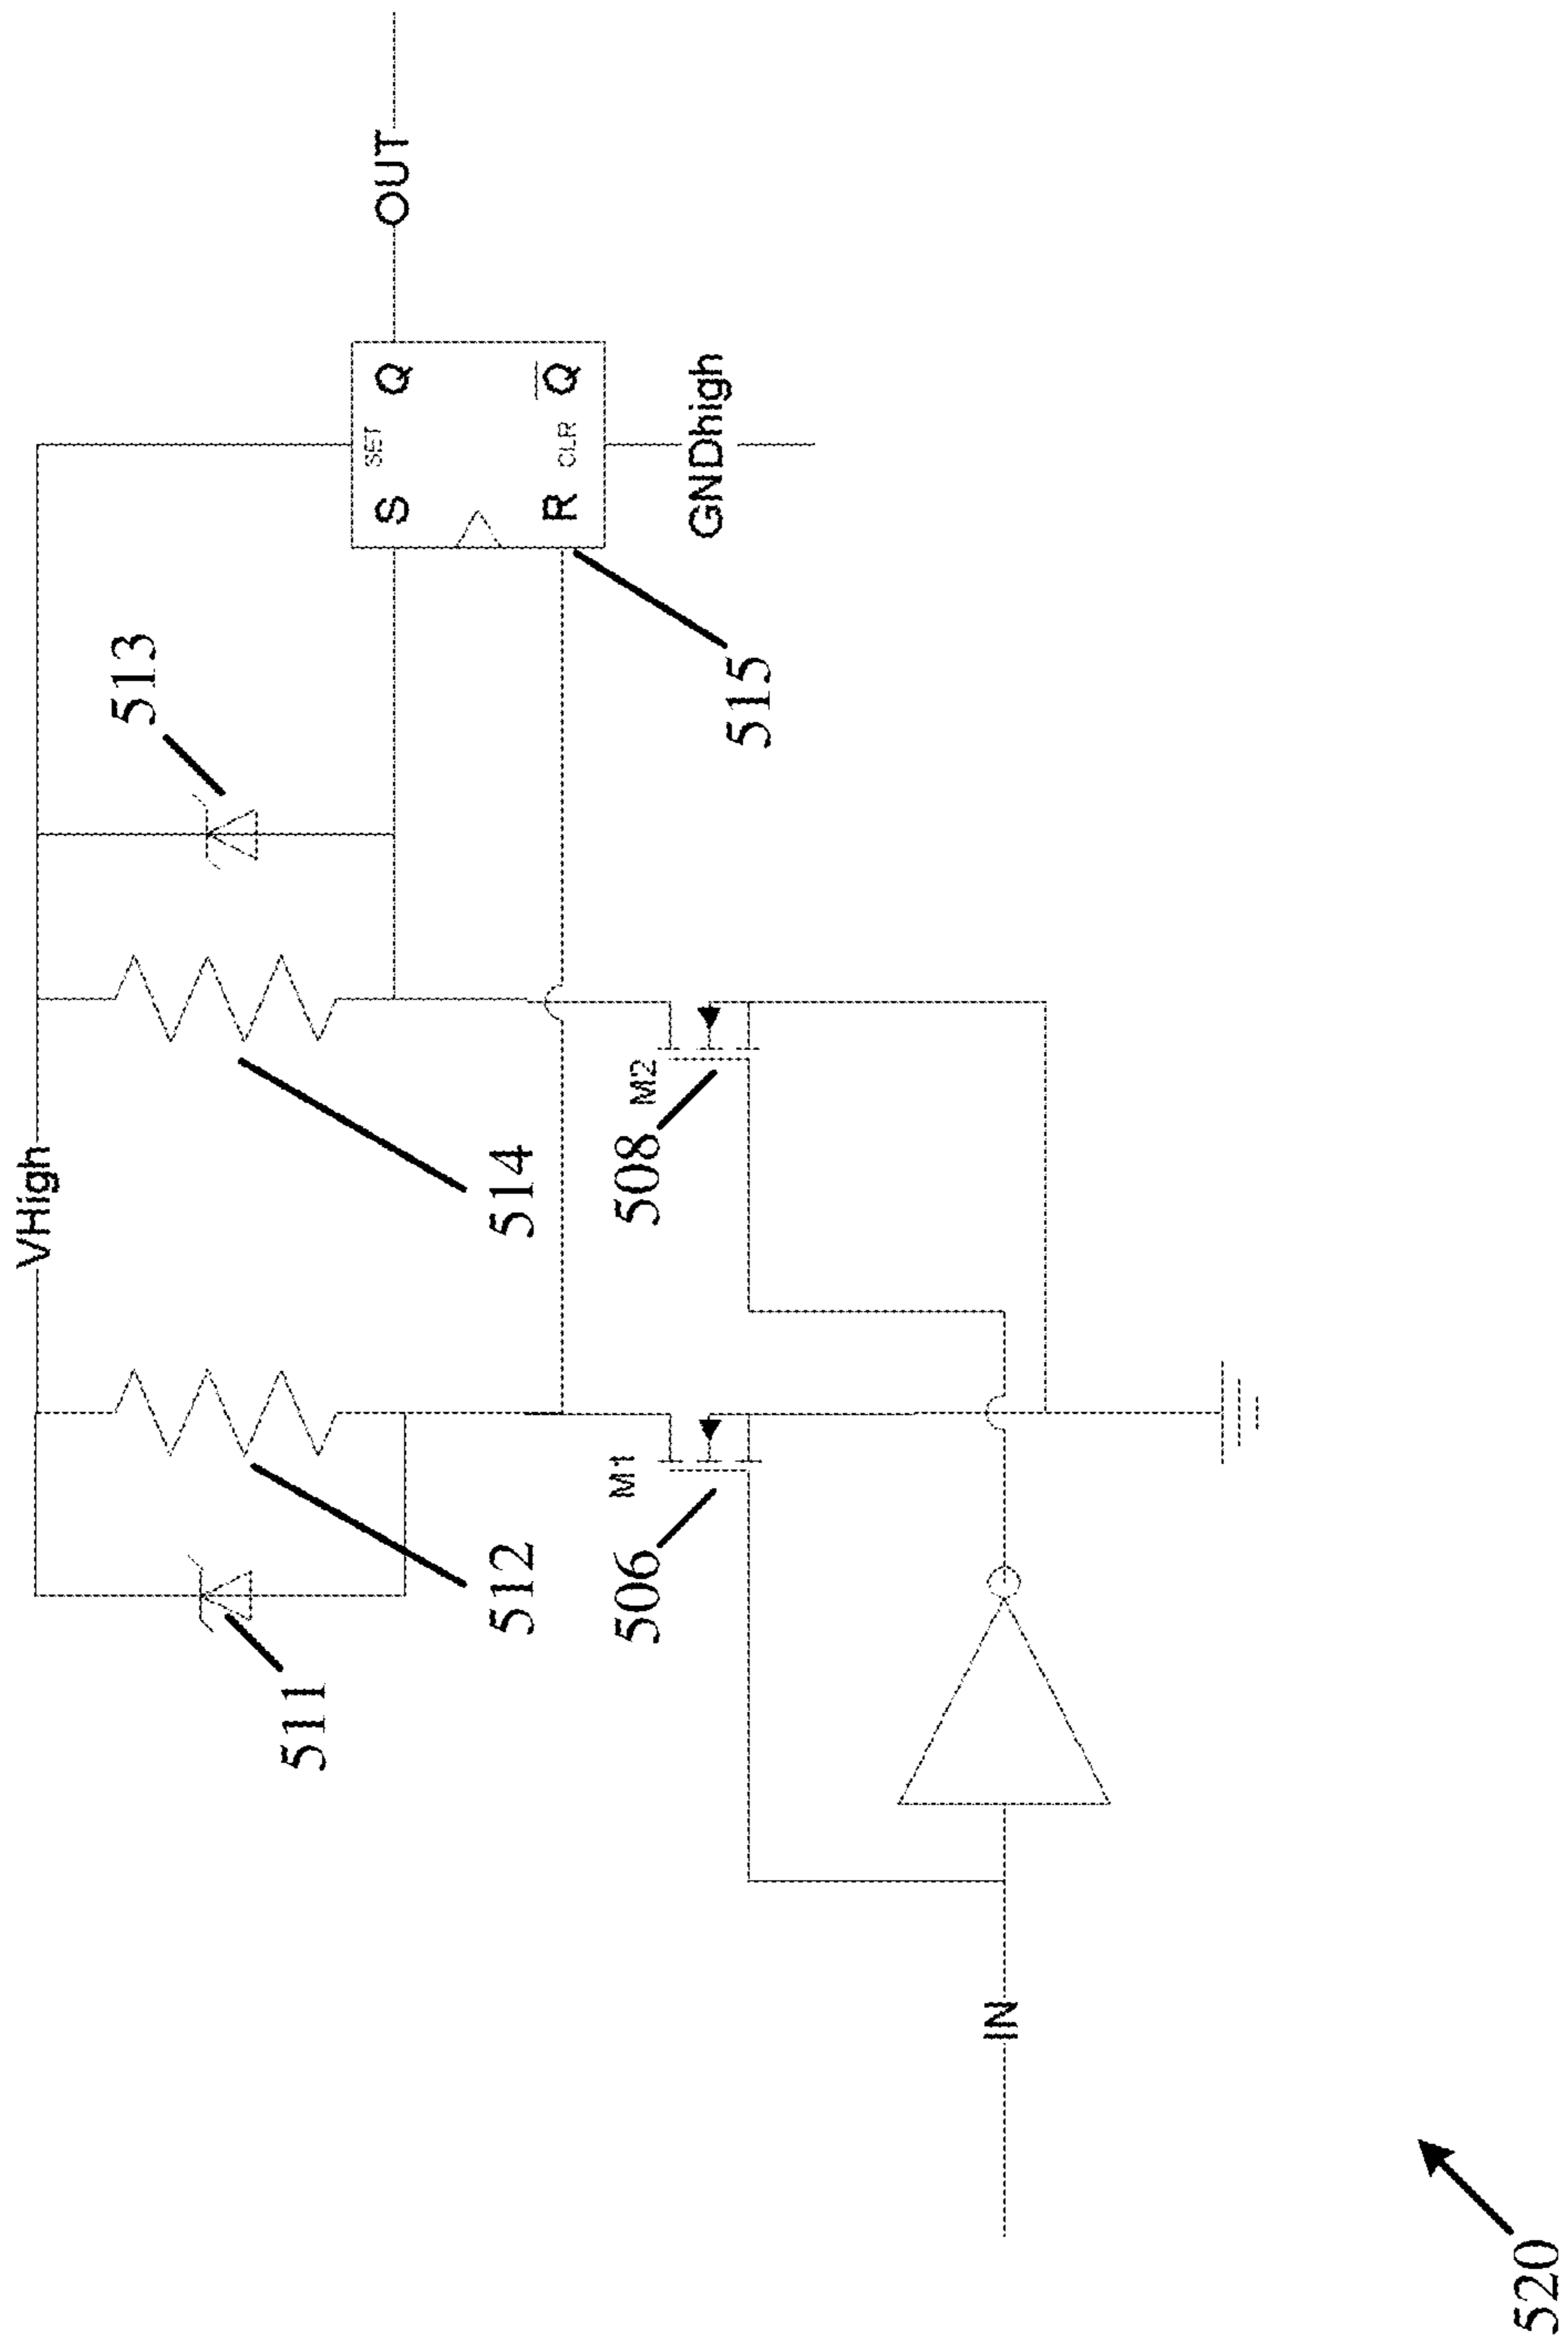 VHigh
511
512
514
513
S
SET
Q
OUT
R
CLR
Q
515
GNDhigh
M1
506
M2
508
IN
520